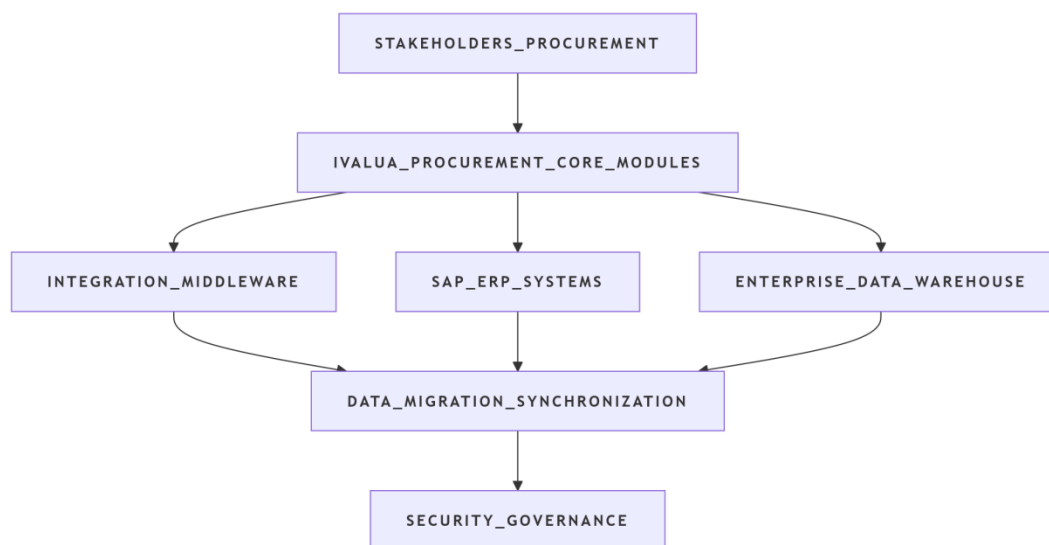 STAKEHOLDERS_PROCUREMENT
IVALUA_PROCUREMENT_CORE_MODULES
INTEGRATION_MIDDLEWARE
SAP_ERP_SYSTEMS
ENTERPRISE_DATA_WAREHOUSE
DATA_MIGRATION_SYNCHRONIZATION
SECURITY_GOVERNANCE